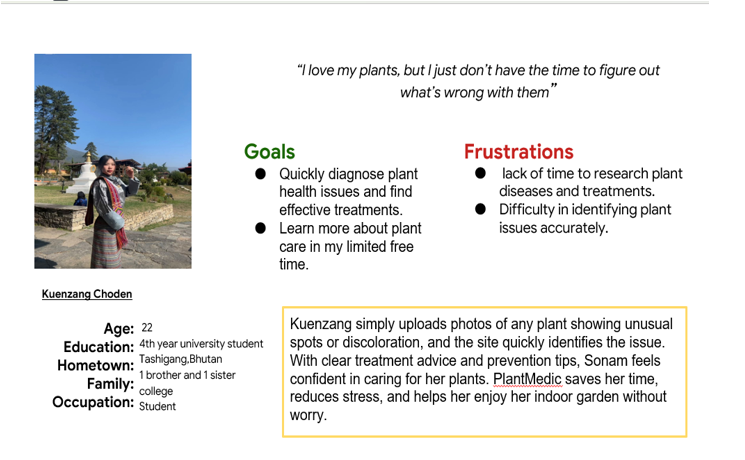 “I love my plants, but I just don’t have the time to figure out
what’s wrong with them”
Goals
● Quickly diagnose plant
health issues and find
effective treatments.
● Learn more about plant
care in my limited free
time.
Frustrations
● lack of time to research plant
diseases and treatments.
● Difficulty in identifying plant
issues accurately.
Kuenzang Choden
Age: 22
Education: 4th year university student
Hometown: Tashigang,Bhutan
Family: 1 brother and 1 sister
college
Occupation: Student
Kuenzang simply uploads photos of any plant showing unusual
spots or discoloration, and the site quickly identifies the issue.
With clear treatment advice and prevention tips, Sonam feels
confident in caring for her plants. PlantMedic saves her time,
reduces stress, and helps her enjoy her indoor garden without
worry.